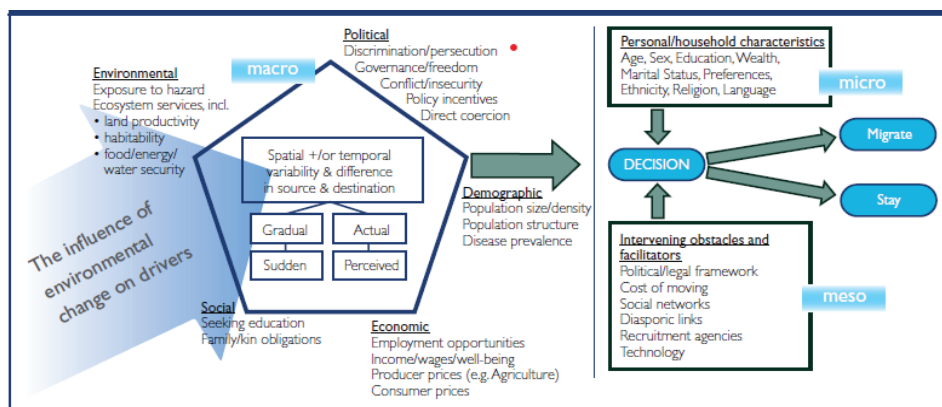 Political
Discrimination/persecution
Governance/freedom
Conflict/insecurity
Policy incentives
Direct coercion
macro
Environmental
Exposure to hazard
Ecosystem services, incl.
• land productivity
• habitability
• food/energy/
water security
Spatial +/or temporal
variability & difference
in source & destination
Gradual
Actual
Sudden
Perceived
The influence of
environmental
change on drivers
Demographic
Population size/density
Population structure
Disease prevalence
Social
Seeking education
Family/kin obligations
Economic
Employment opportunities
Income/wages/well-being
Producer prices (e.g. Agriculture)
Consumer prices
Personal/household characteristics
Age, Sex, Education, Wealth,
Marital Status, Preferences,
Ethnicity, Religion, Language
micro
DECISION
Migrate
Stay
Intervening obstacles and
facilitators
Political/legal framework
Cost of moving
Social networks
Diasporic links
Recruitment agencies
Technology
meso